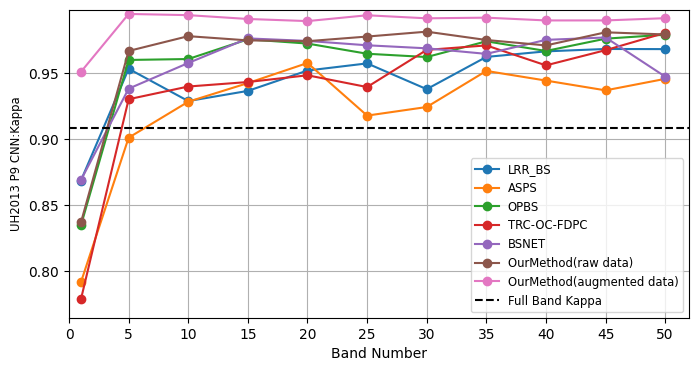 UH2013 P9 CNN:Kappa
0.95
0.90
0.85
0.80
LRR_BS
ASPS
OPBS
TRC-OC-FDPC
BSNET
OurMethod(raw data)
OurMethod(augmented data)
Full Band Kappa
0 5 10 15 20 25 30 35 40 45 50
Band Number